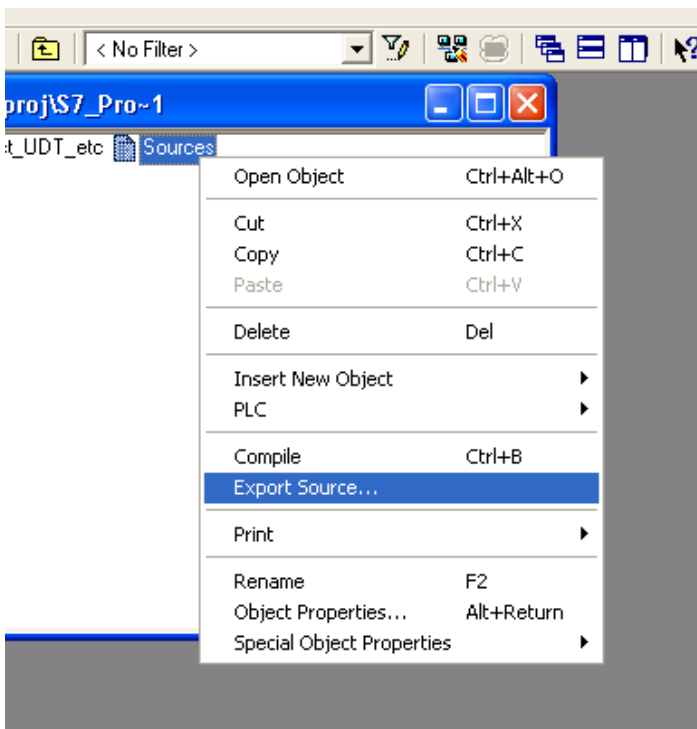 < No Filter >
proj\S7_Pro~1
t_UDT_etc Sources
Open Object Ctrl+Alt+O
Cut Ctrl+X
Copy Ctrl+C
Paste Ctrl+V
Delete Del
Insert New Object
PLC
Compile Ctrl+B
Export Source...
Print
Rename F2
Object Properties... Alt+Return
Special Object Properties